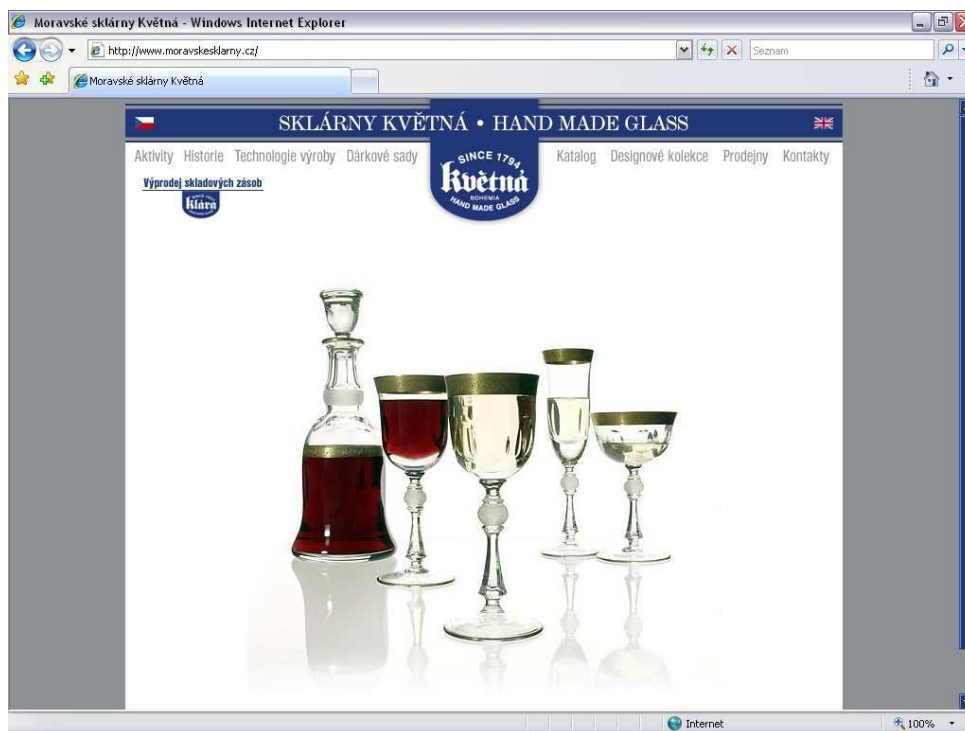 Moravské sklárny Květná - Windows Internet Explorer
http://www.moravskesklarny.cz/
Seznam
Moravské sklárny Květná
SKLÁRNY KVĚTNÁ • HAND MADE GLASS
Aktivity Historie Technologie výroby Dárkové sady
SINCE 1794
Květná
BOHEMIA
HAND MADE GLASS
Katalog Designové kolekce Prodejny Kontakty
Výprodej skladových zásob
klára
Internet
100%